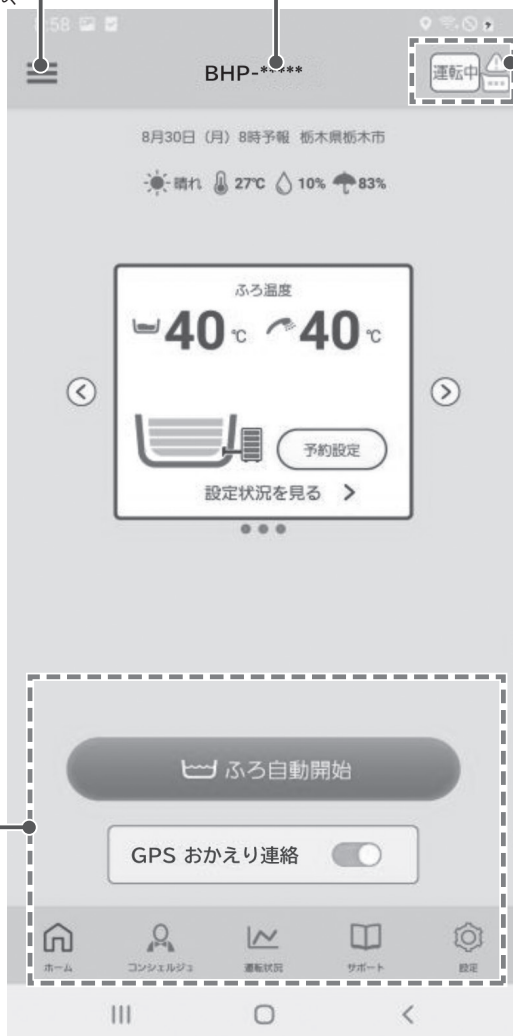 :58
BHP-*****
運転中
8月30日（月）8時予報 栃木県栃木市
晴れ 27℃ 10% 83%
ふろ温度
40℃ 40℃
予約設定
設定状況を見る >
ふろ自動開始
GPS おかえり連絡
ホーム コンシェルジュ 運転状況 サポート 設定